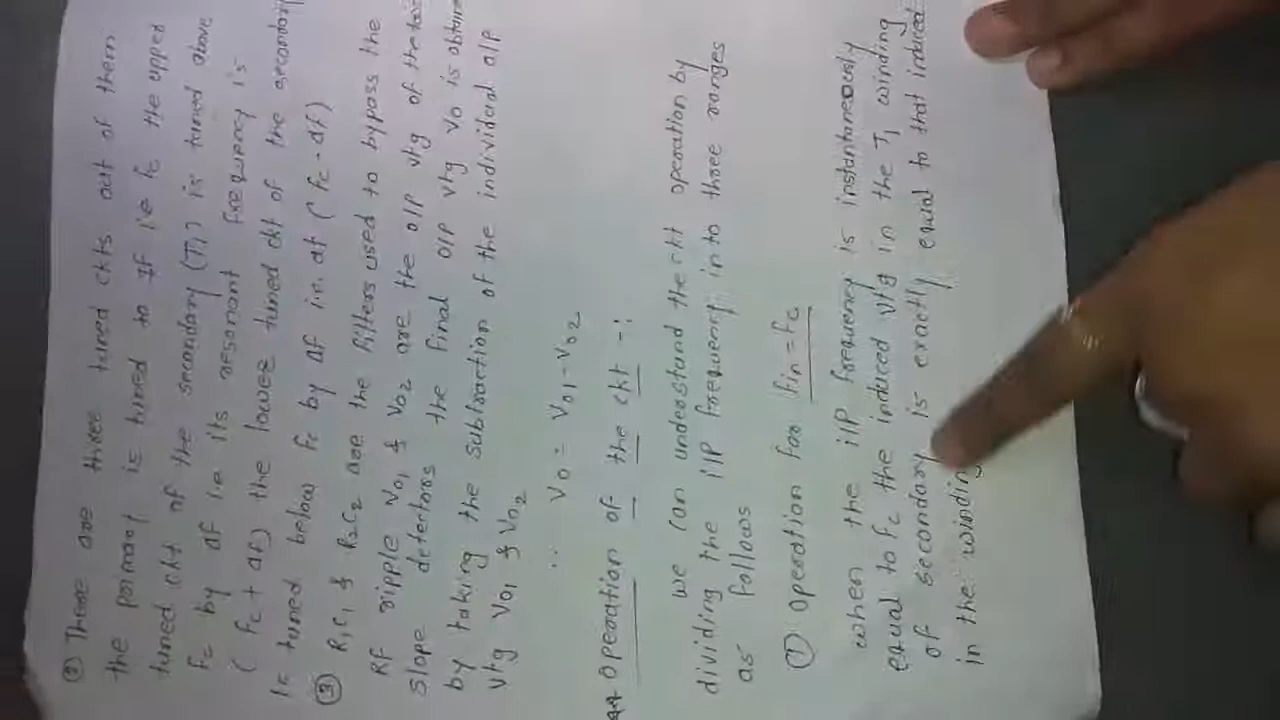 ② There are three tuned ckts out of them
the primary is tuned to IF i.e fc the upper
tuned ckt of the secondary (T1) is tuned above
fc by Δf i.e its resonant frequency is
(fc + Δf) the lower tuned ckt of the secondary
is tuned below fc by Δf i.e. at (fc - Δf)
③ R1C1 & R2C2 are the filters used to bypass the
RF ripple Vo1 & Vo2 are the o/p vtg of the two
slope detectors the final o/p vtg Vo is obtain
by taking the subtraction of the individual o/p
vtg Vo1 & Vo2
∴ Vo = Vo1 - Vo2
** Operation of the ckt -:
we can understand the ckt operation by
dividing the i/p frequency into three ranges
as follows
① operation for fin = fc
when the i/p frequency is instantaneously
equal to fc the induced vtg in the T1 winding
of secondary is exactly equal to that induced
in the winding